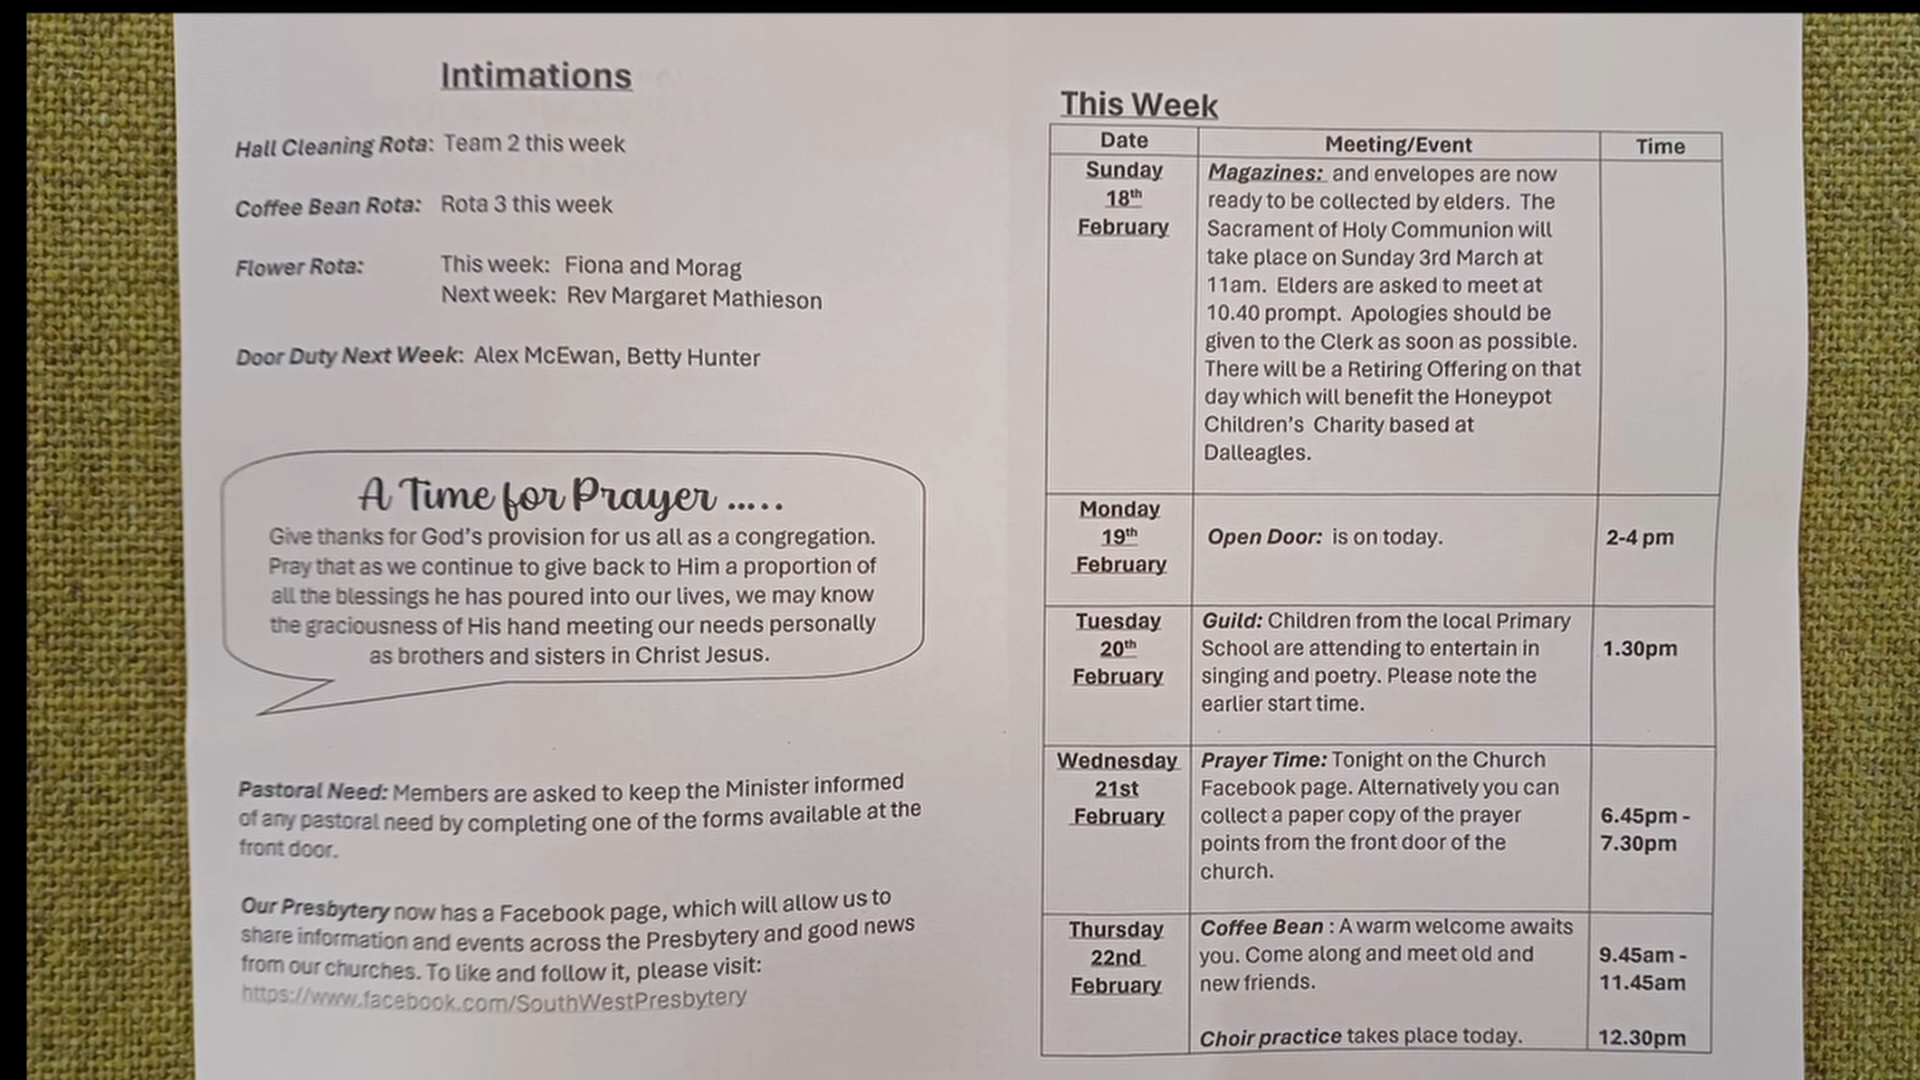 Intimations
Hall Cleaning Rota: Team 2 this week
Coffee Bean Rota: Rota 3 this week
Flower Rota: This week: Fiona and Morag
Next week: Rev Margaret Mathieson
Door Duty Next Week: Alex McEwan, Betty Hunter
A Time for Prayer .....
Give thanks for God's provision for us all as a congregation.
Pray that as we continue to give back to Him a proportion of
all the blessings he has poured into our lives, we may know
the graciousness of His hand meeting our needs personally
as brothers and sisters in Christ Jesus.
Pastoral Need: Members are asked to keep the Minister informed
of any pastoral need by completing one of the forms available at the
front door.
Our Presbytery now has a Facebook page, which will allow us to
share information and events across the Presbytery and good news
from our churches. To like and follow it, please visit:
https://www.facebook.com/SouthWestPresbytery
This Week
Date Meeting/Event Time
Sunday
18th
February
Magazines: and envelopes are now
ready to be collected by elders. The
Sacrament of Holy Communion will
take place on Sunday 3rd March at
11am. Elders are asked to meet at
10.40 prompt. Apologies should be
given to the Clerk as soon as possible.
There will be a Retiring Offering on that
day which will benefit the Honeypot
Children's Charity based at
Dalleagles.
Monday
19th
February
Open Door: is on today.
2-4 pm
Tuesday
20th
February
Guild: Children from the local Primary
School are attending to entertain in
singing and poetry. Please note the
earlier start time.
1.30pm
Wednesday
21st
February
Prayer Time: Tonight on the Church
Facebook page. Alternatively you can
collect a paper copy of the prayer
points from the front door of the
church.
6.45pm -
7.30pm
Thursday
22nd
February
Coffee Bean : A warm welcome awaits
you. Come along and meet old and
new friends.
9.45am -
11.45am
Choir practice takes place today.
12.30pm